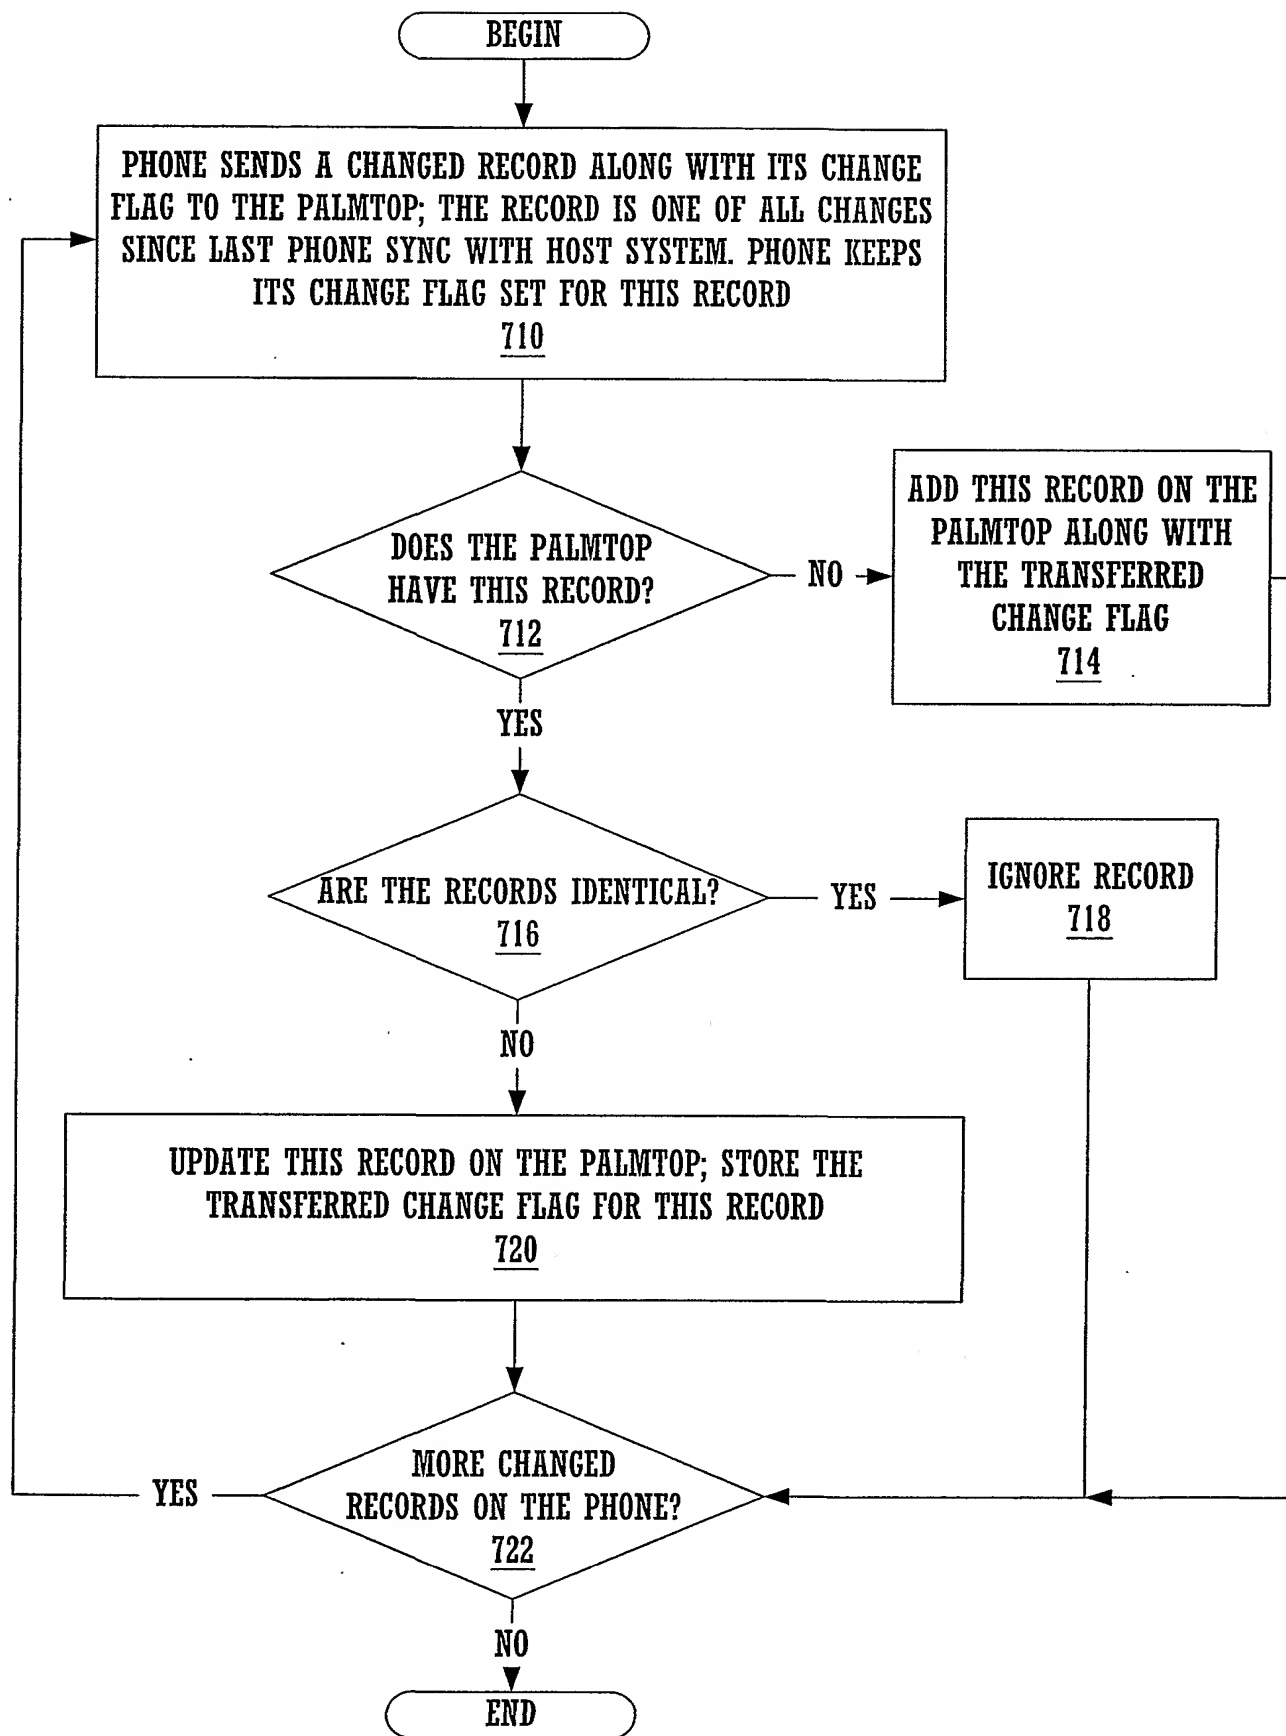 BEGIN
PHONE SENDS A CHANGED RECORD ALONG WITH ITS CHANGE
FLAG TO THE PALMTOP; THE RECORD IS ONE OF ALL CHANGES
SINCE LAST PHONE SYNC WITH HOST SYSTEM. PHONE KEEPS
ITS CHANGE FLAG SET FOR THIS RECORD
710
DOES THE PALMTOP
HAVE THIS RECORD?
712
NO
ADD THIS RECORD ON THE
PALMTOP ALONG WITH
THE TRANSFERRED
CHANGE FLAG
714
YES
ARE THE RECORDS IDENTICAL?
716
YES
IGNORE RECORD
718
NO
UPDATE THIS RECORD ON THE PALMTOP; STORE THE
TRANSFERRED CHANGE FLAG FOR THIS RECORD
720
MORE CHANGED
RECORDS ON THE PHONE?
722
YES
NO
END